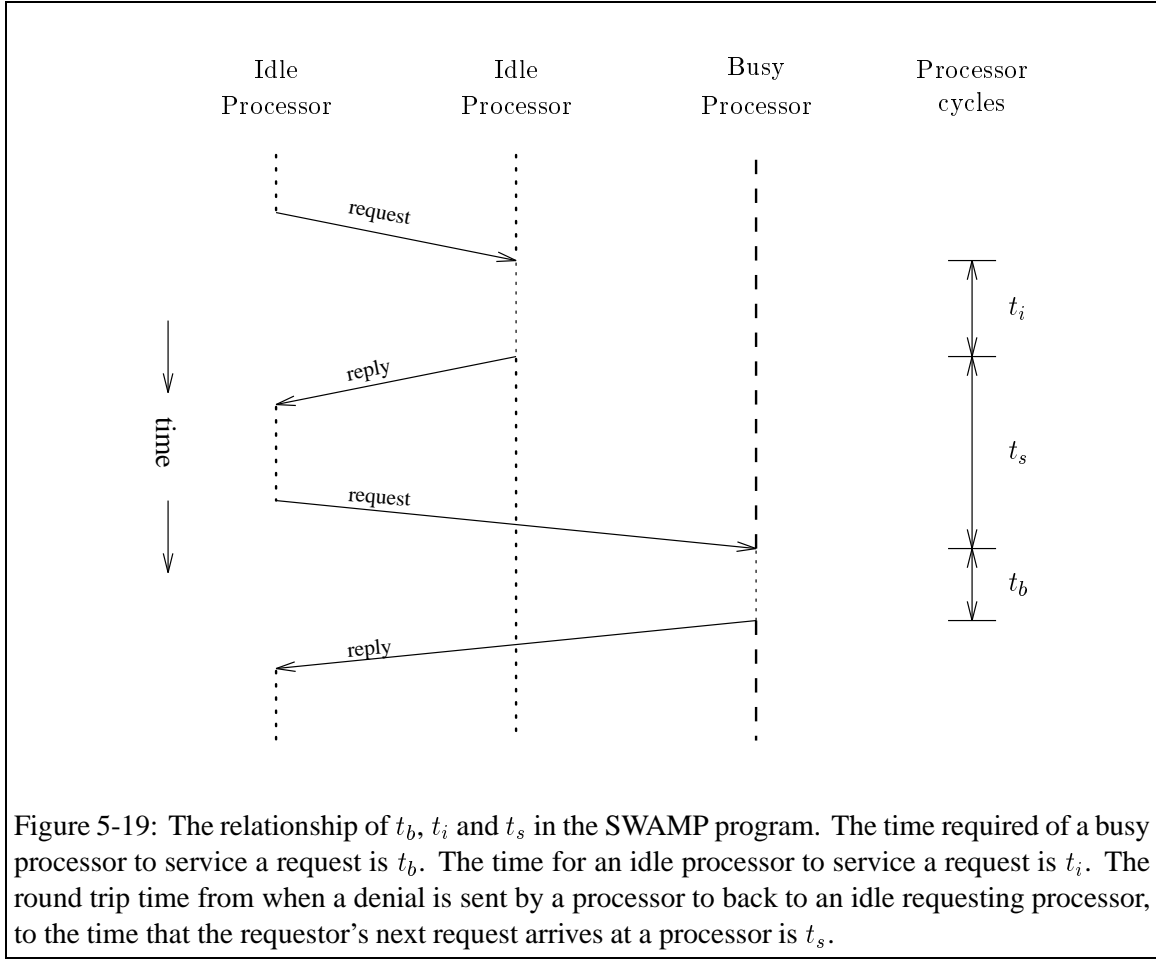 Idle
Processor
Idle
Processor
Busy
Processor
Processor
cycles
request
t_i
reply
time
t_s
request
t_b
reply
Figure 5-19: The relationship of t_b, t_i and t_s in the SWAMP program. The time required of a busy
processor to service a request is t_b. The time for an idle processor to service a request is t_i. The
round trip time from when a denial is sent by a processor to back to an idle requesting processor,
to the time that the requestor's next request arrives at a processor is t_s.